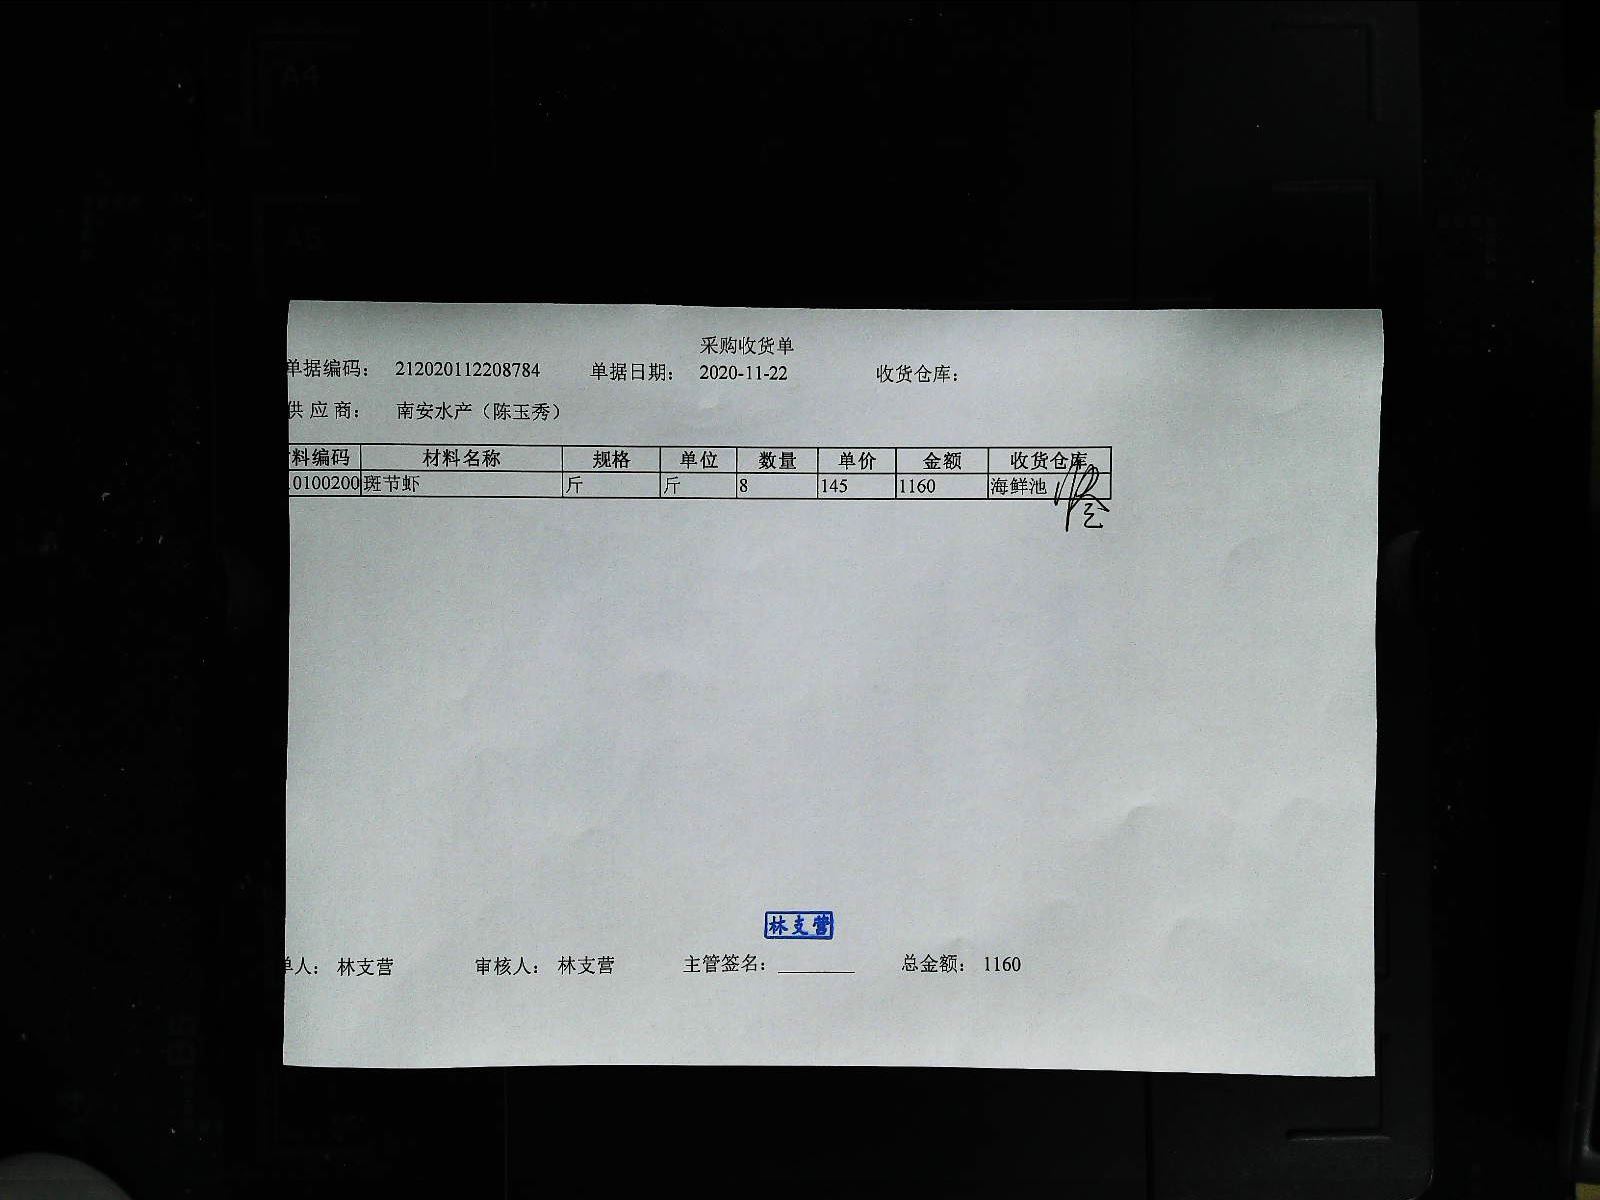 采购收货单
单据编码： 212020112208784 单据日期： 2020-11-22 收货仓库：
供应商： 南安水产（陈玉秀）
料编码 材料名称 规格 单位 数量 单价 金额 收货仓库
0100200 斑节虾 斤 斤 8 145 1160 海鲜池
林支营
单人： 林支营 审核人： 林支营 主管签名：________ 总金额： 1160